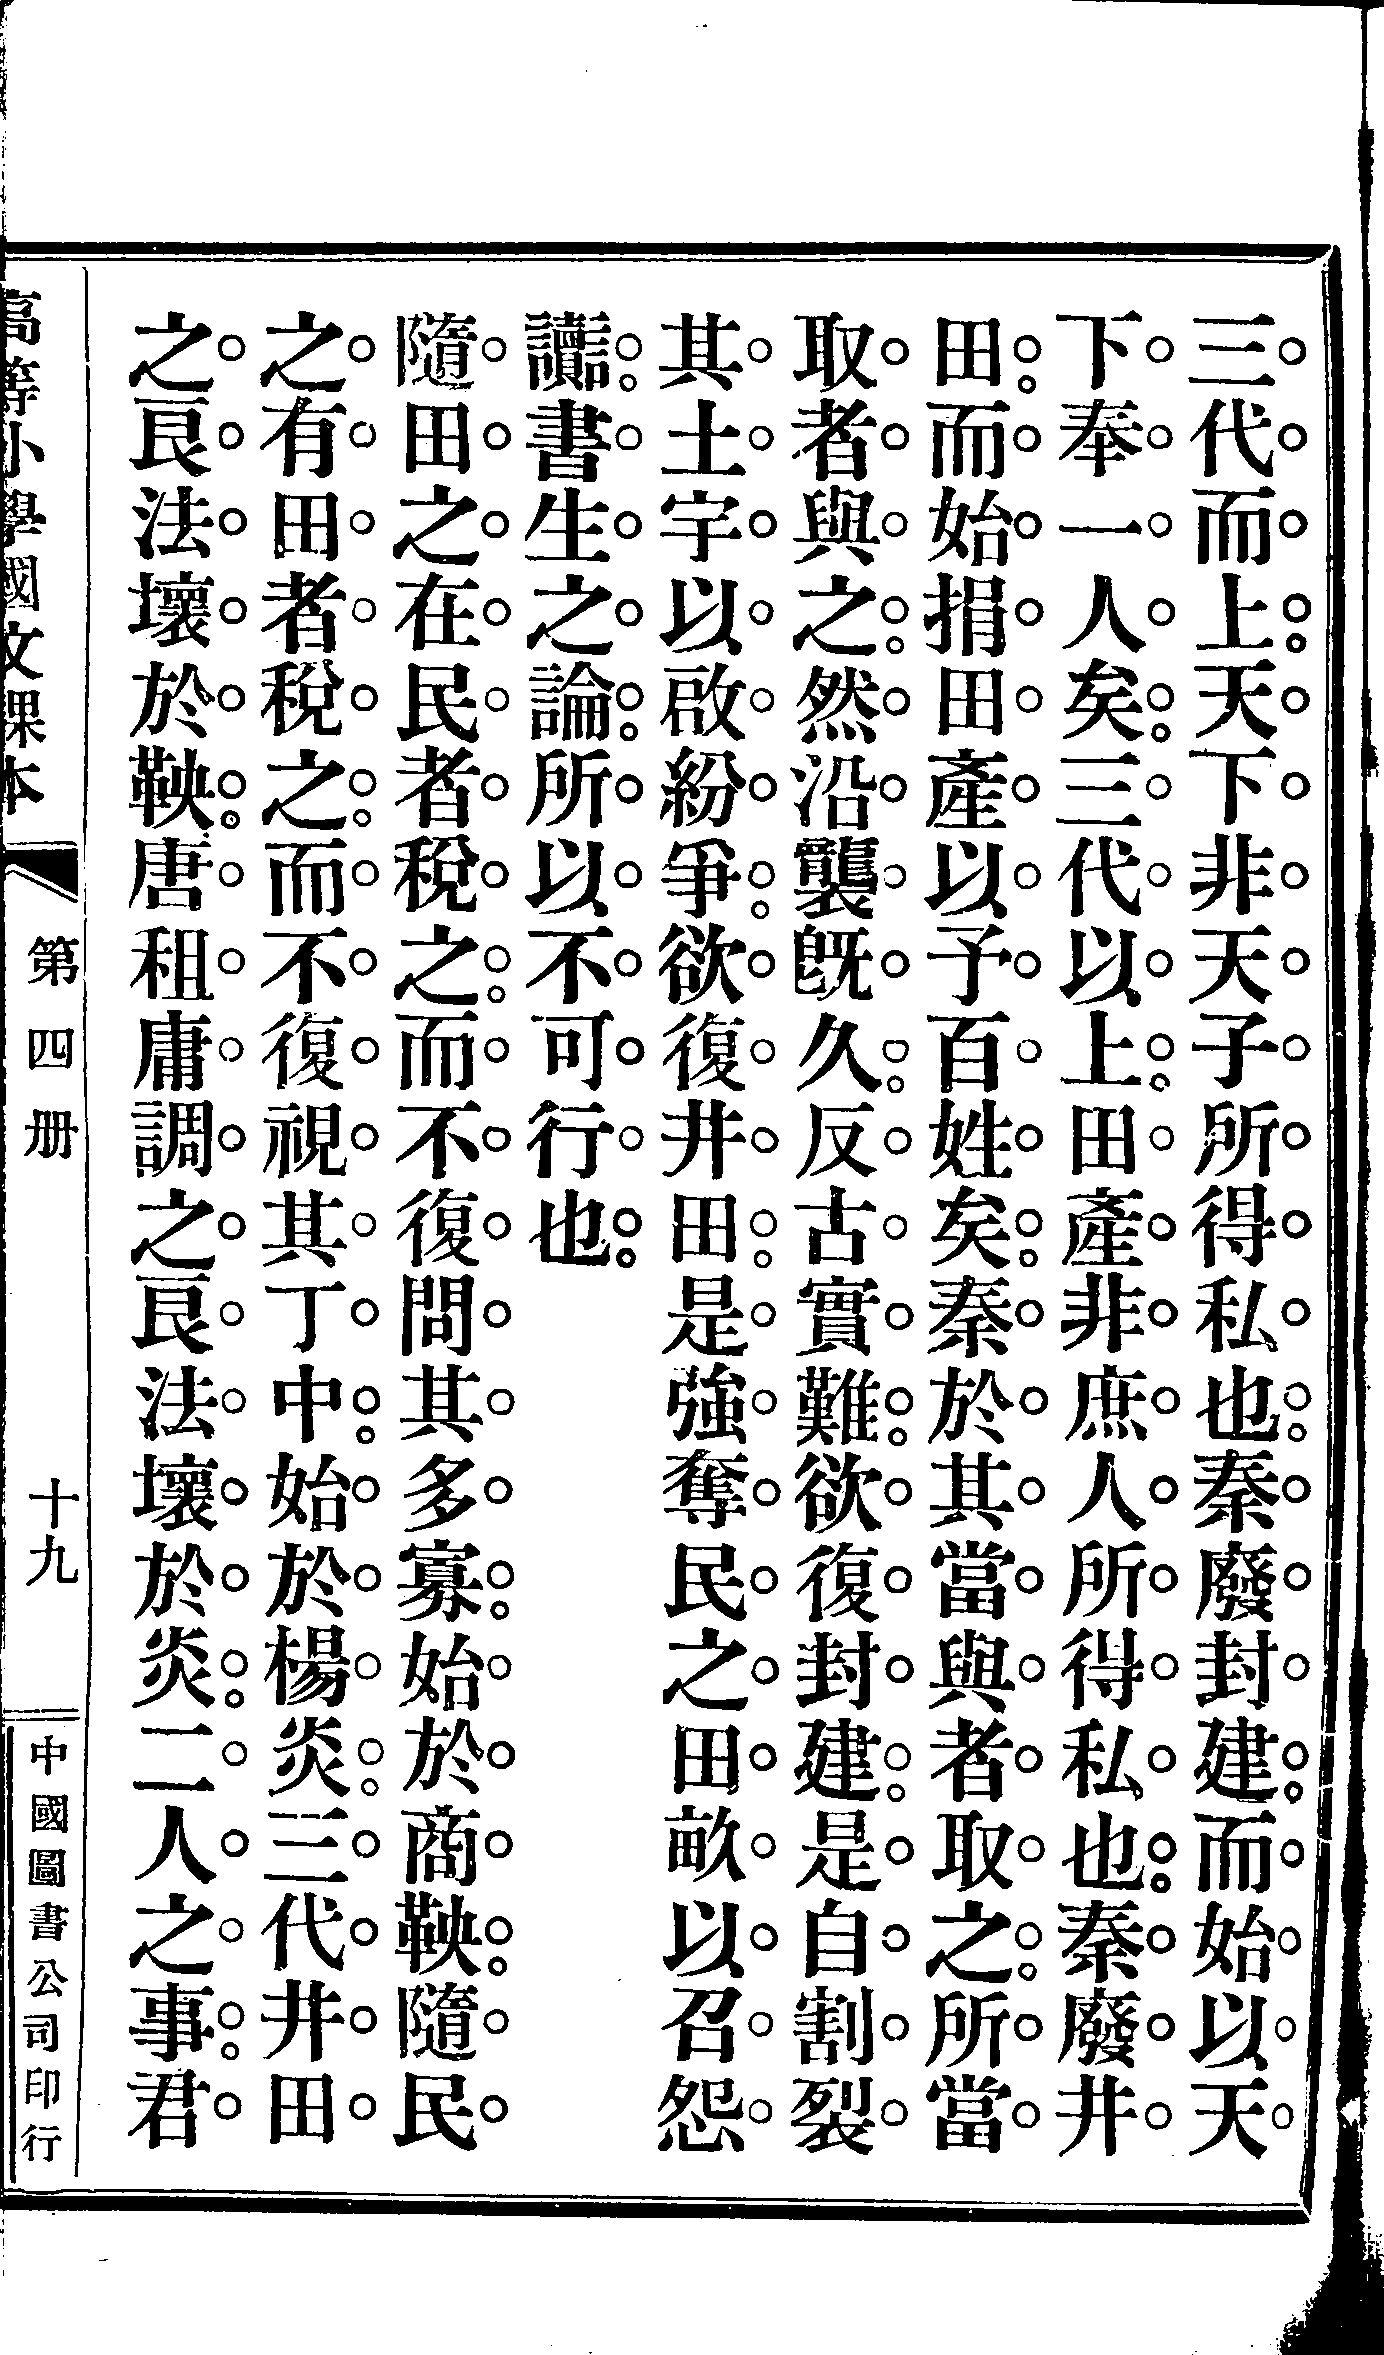 三代而上天下非天子所得私也秦廢封建而始以天
下奉一人矣三代以上田產非庶人所得私也秦廢井
田而始捐田產以予百姓矣秦於其當與者取之所當
取者與之然沿襲既久反古實難欲復封建是自割裂
其土宇以啟紛爭欲復井田是強奪民之田畝以召怨
讟書生之論所以不可行也
隨田之在民者稅之而不復問其多寡始於商鞅隨民
之有田者稅之而不復視其丁中始於楊炎三代井田
之良法壞於鞅唐租庸調之良法壞於炎二人之事君
高等小學國文課本
第四册
十九
中國圖書公司印行